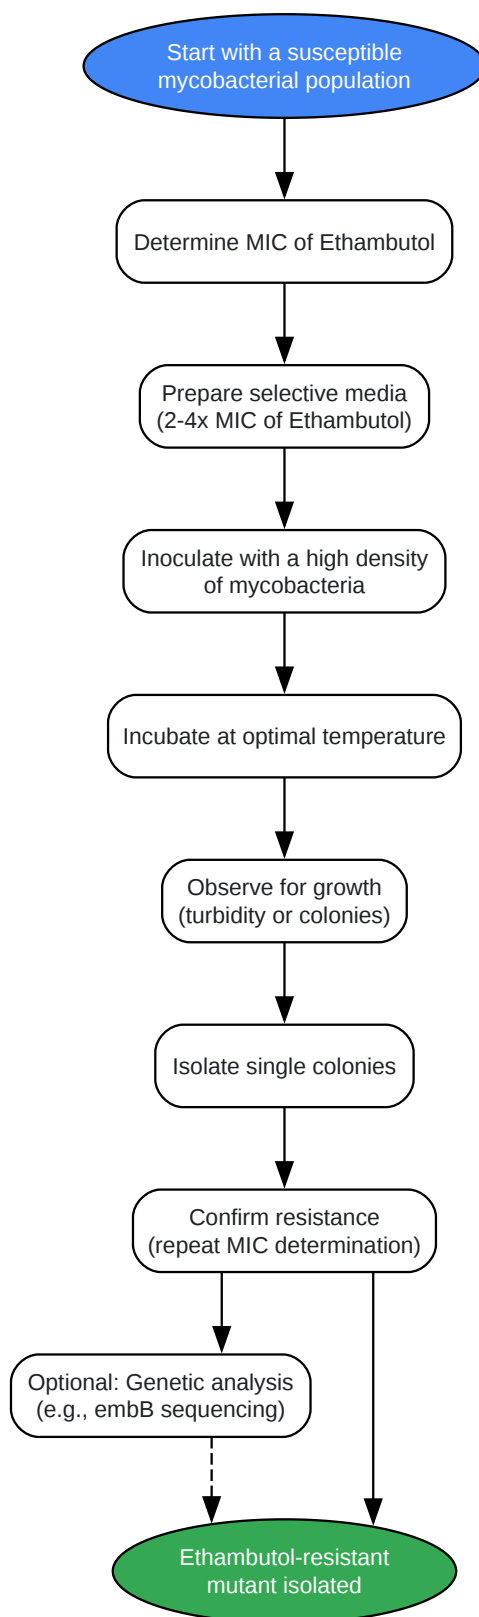 Start with a susceptible
mycobacterial population
Determine MIC of Ethambutol
Prepare selective media
(2-4x MIC of Ethambutol)
Inoculate with a high density
of mycobacteria
Incubate at optimal temperature
Observe for growth
(turbidity or colonies)
Isolate single colonies
Confirm resistance
(repeat MIC determination)
Optional: Genetic analysis
(e.g., embB sequencing)
Ethambutol-resistant
mutant isolated